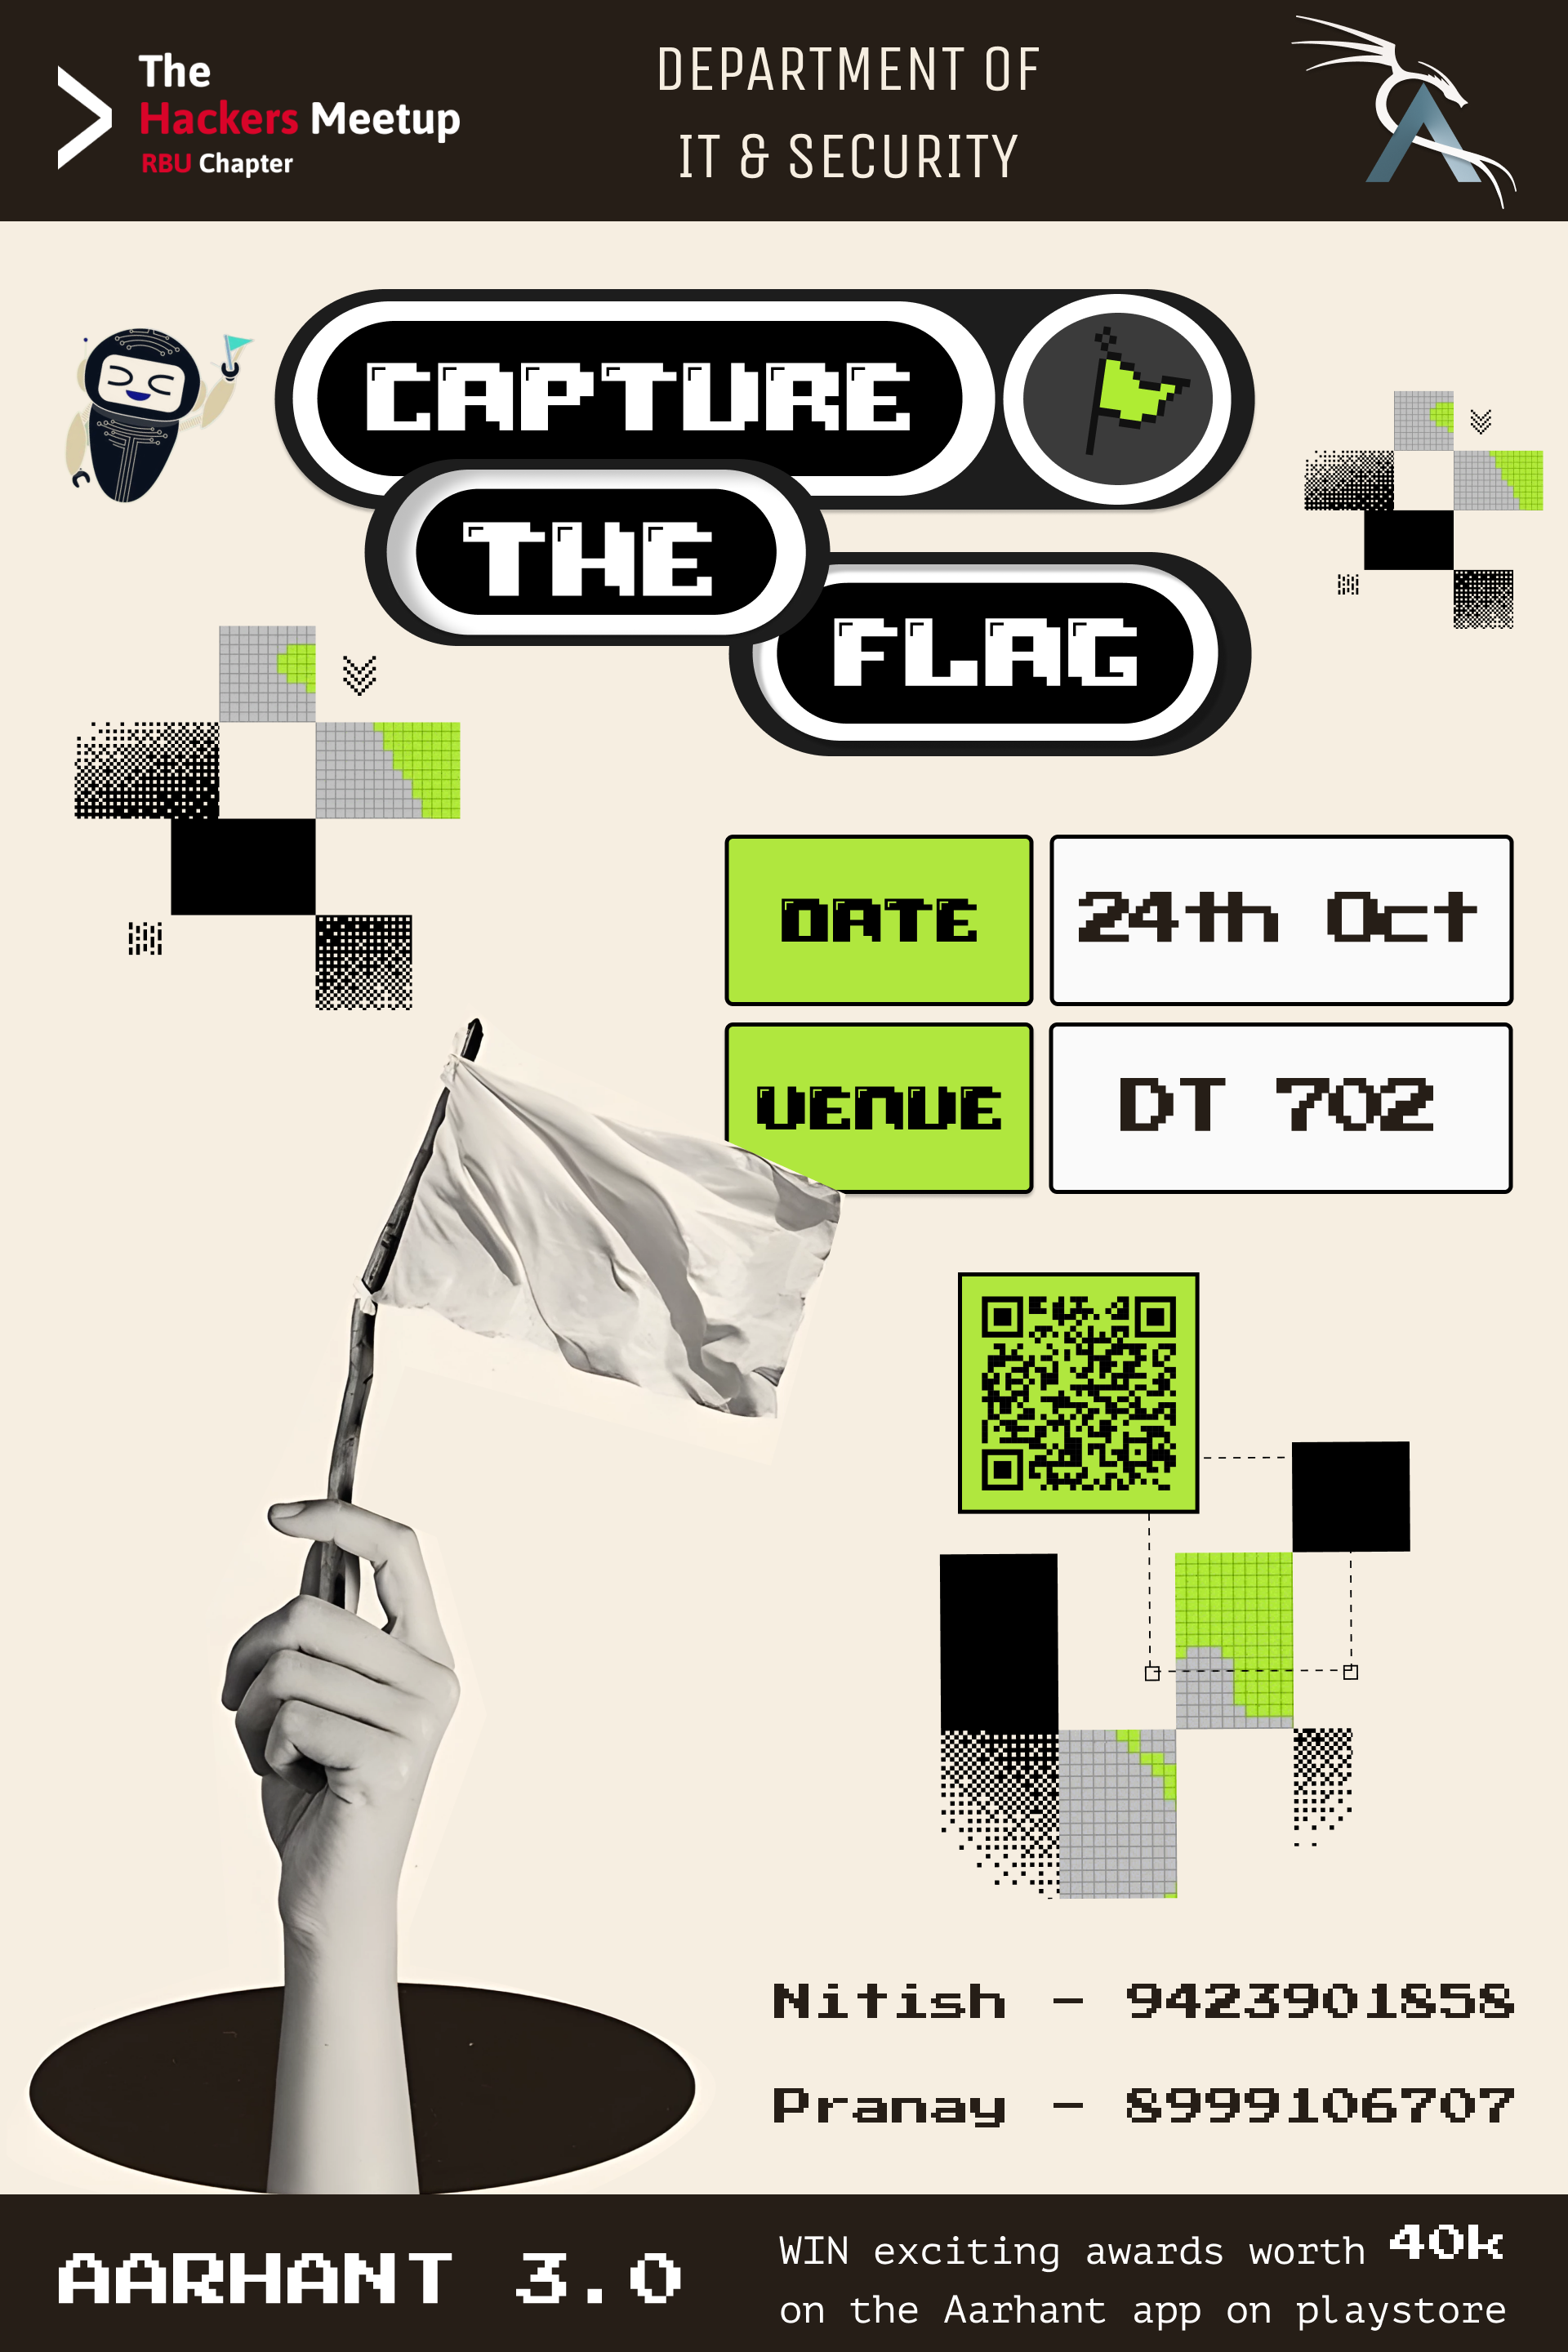 The
Hackers Meetup
RBU Chapter
DEPARTMENT OF
IT & SECURITY
CAPTURE
THE
FLAG
DATE
24th Oct
VENUE
DT 702
Nitish - 9423901858
Pranay - 8999106707
AARHANT 3.0
WIN exciting awards worth 40k
on the Aarhant app on playstore